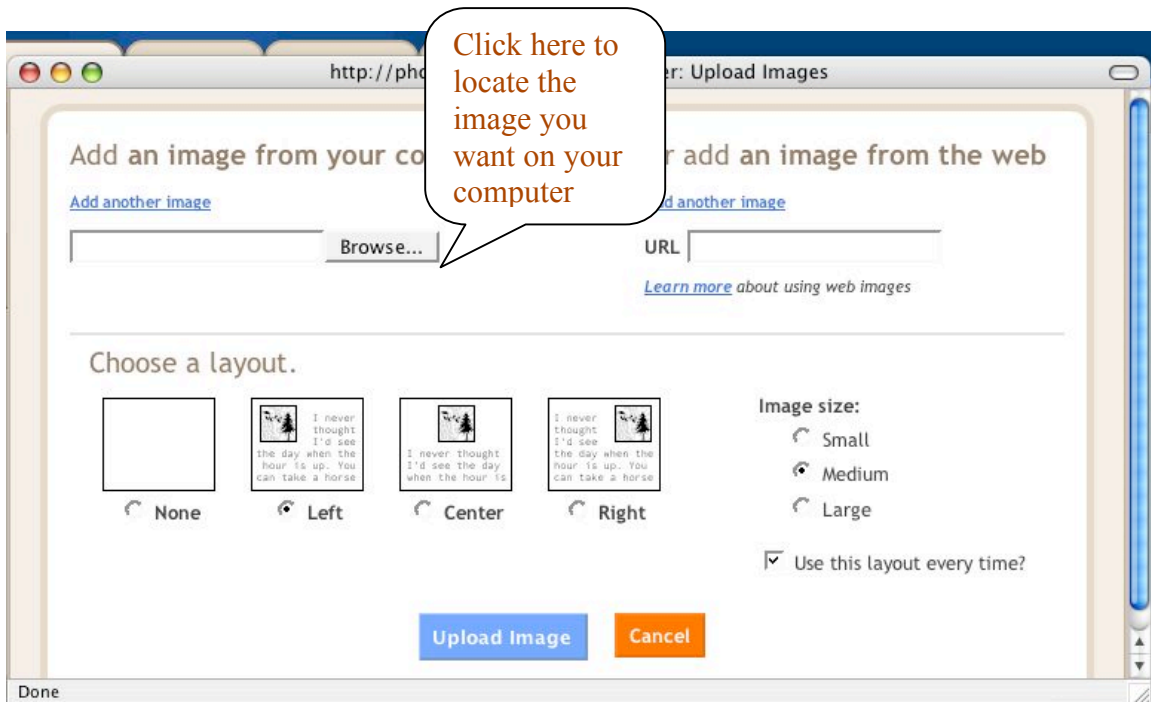 Click here to
locate the
image you
want on your
computer
http://pho er: Upload Images
Add an image from your co r add an image from the web
Add another image
d another image
Browse...
URL
Learn more about using web images
Choose a layout.
I never
thought
I'd see
the day when the
hour is up. You
can take a horse
I never thought
I'd see the day
when the hour is
I never
thought
I'd see
the day when the
hour is up. You
can take a horse
None
Left
Center
Right
Image size:
Small
Medium
Large
Use this layout every time?
Upload Image
Cancel
Done